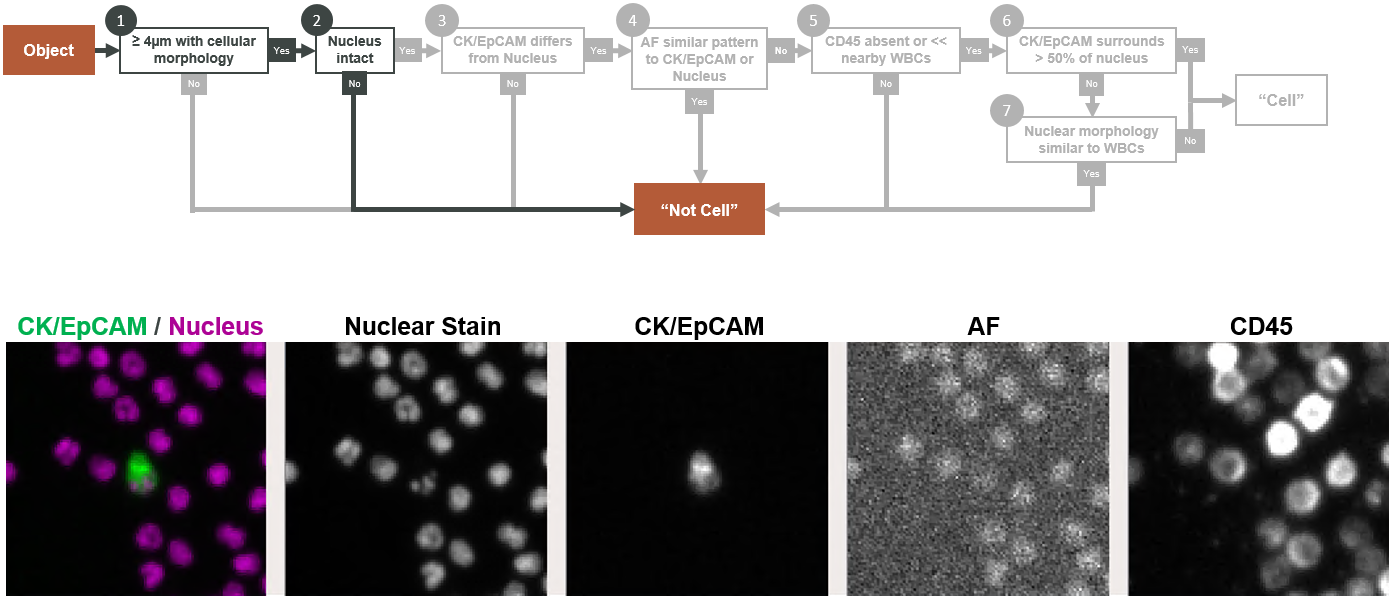 1
2
3
4
5
6
7
Object
≥ 4µm with cellular
morphology
Yes
No
Nucleus
intact
Yes
No
CK/EpCAM differs
from Nucleus
Yes
No
AF similar pattern
to CK/EpCAM or
Nucleus
No
Yes
CD45 absent or <<
nearby WBCs
Yes
No
CK/EpCAM surrounds
> 50% of nucleus
Yes
No
Nuclear morphology
similar to WBCs
No
Yes
“Cell”
“Not Cell”
CK/EpCAM / Nucleus
Nuclear Stain
CK/EpCAM
AF
CD45